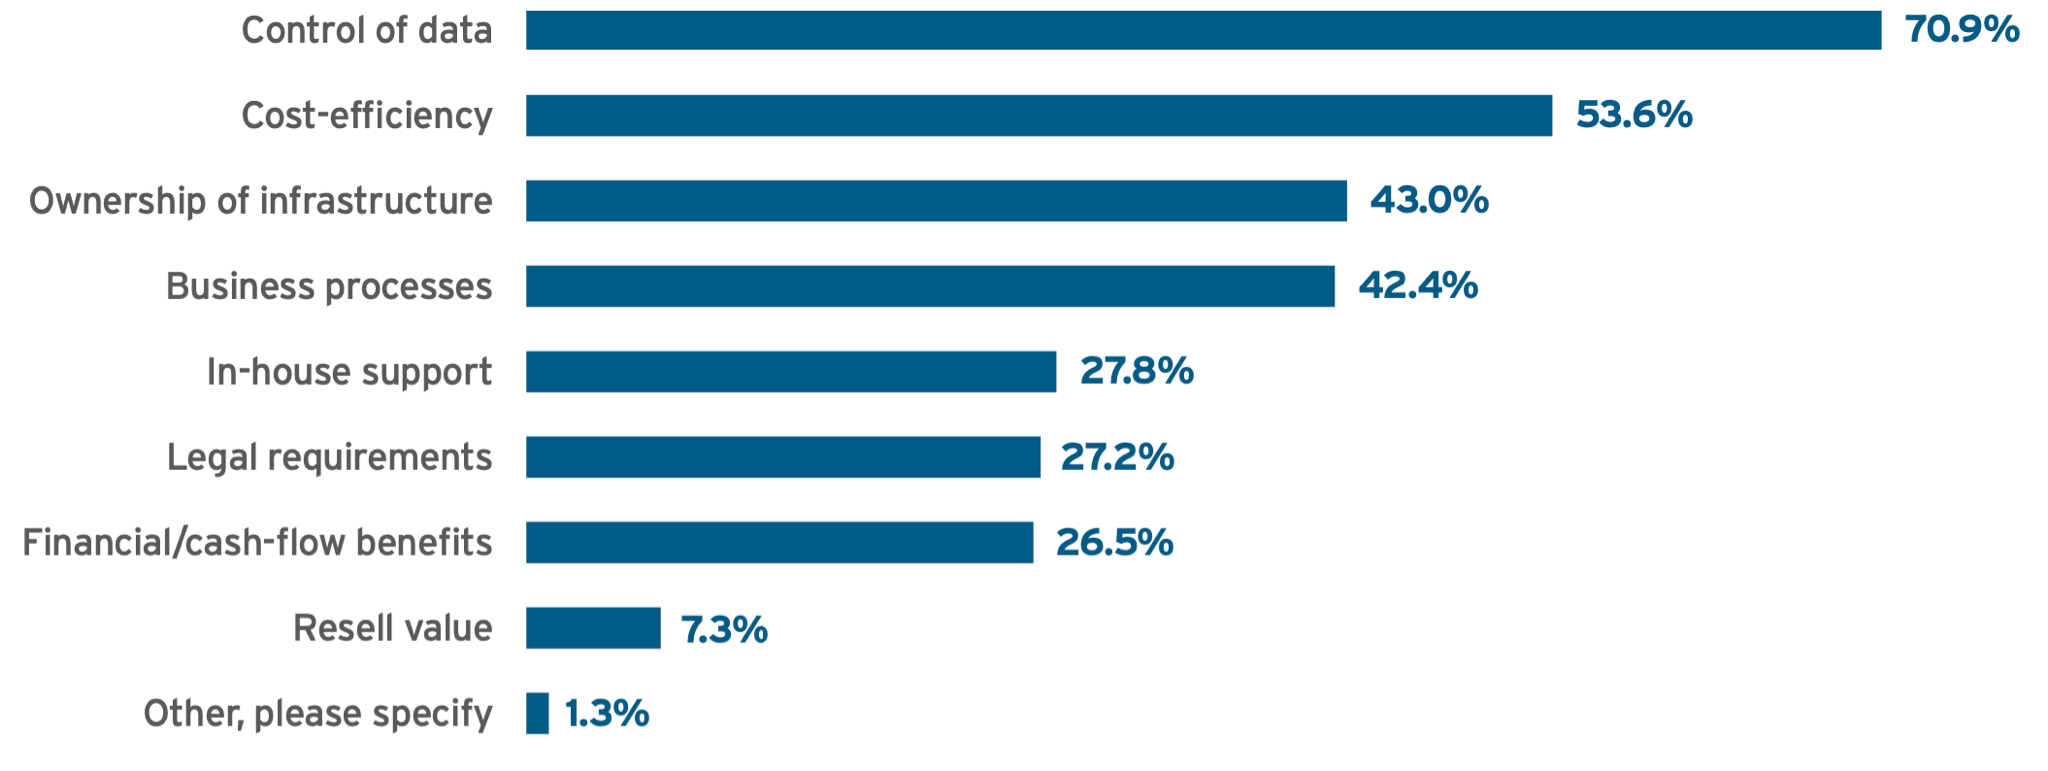 Control of data 70.9%
Cost-efficiency 53.6%
Ownership of infrastructure 43.0%
Business processes 42.4%
In-house support 27.8%
Legal requirements 27.2%
Financial/cash-flow benefits 26.5%
Resell value 7.3%
Other, please specify 1.3%